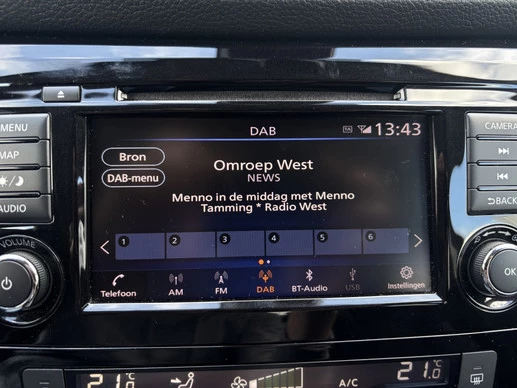 DAB
13:43
MENU
CAMERA
Bron
Omroep West
MAP
DAB-menu
NEWS
Menno in de middag met Menno
Tamming * Radio West
AUDIO
BACK
VOLUME
1 2 3 4 5 6
OK
Telefoon AM FM DAB BT-Audio USB Instellingen
21.0 A/C 21.0